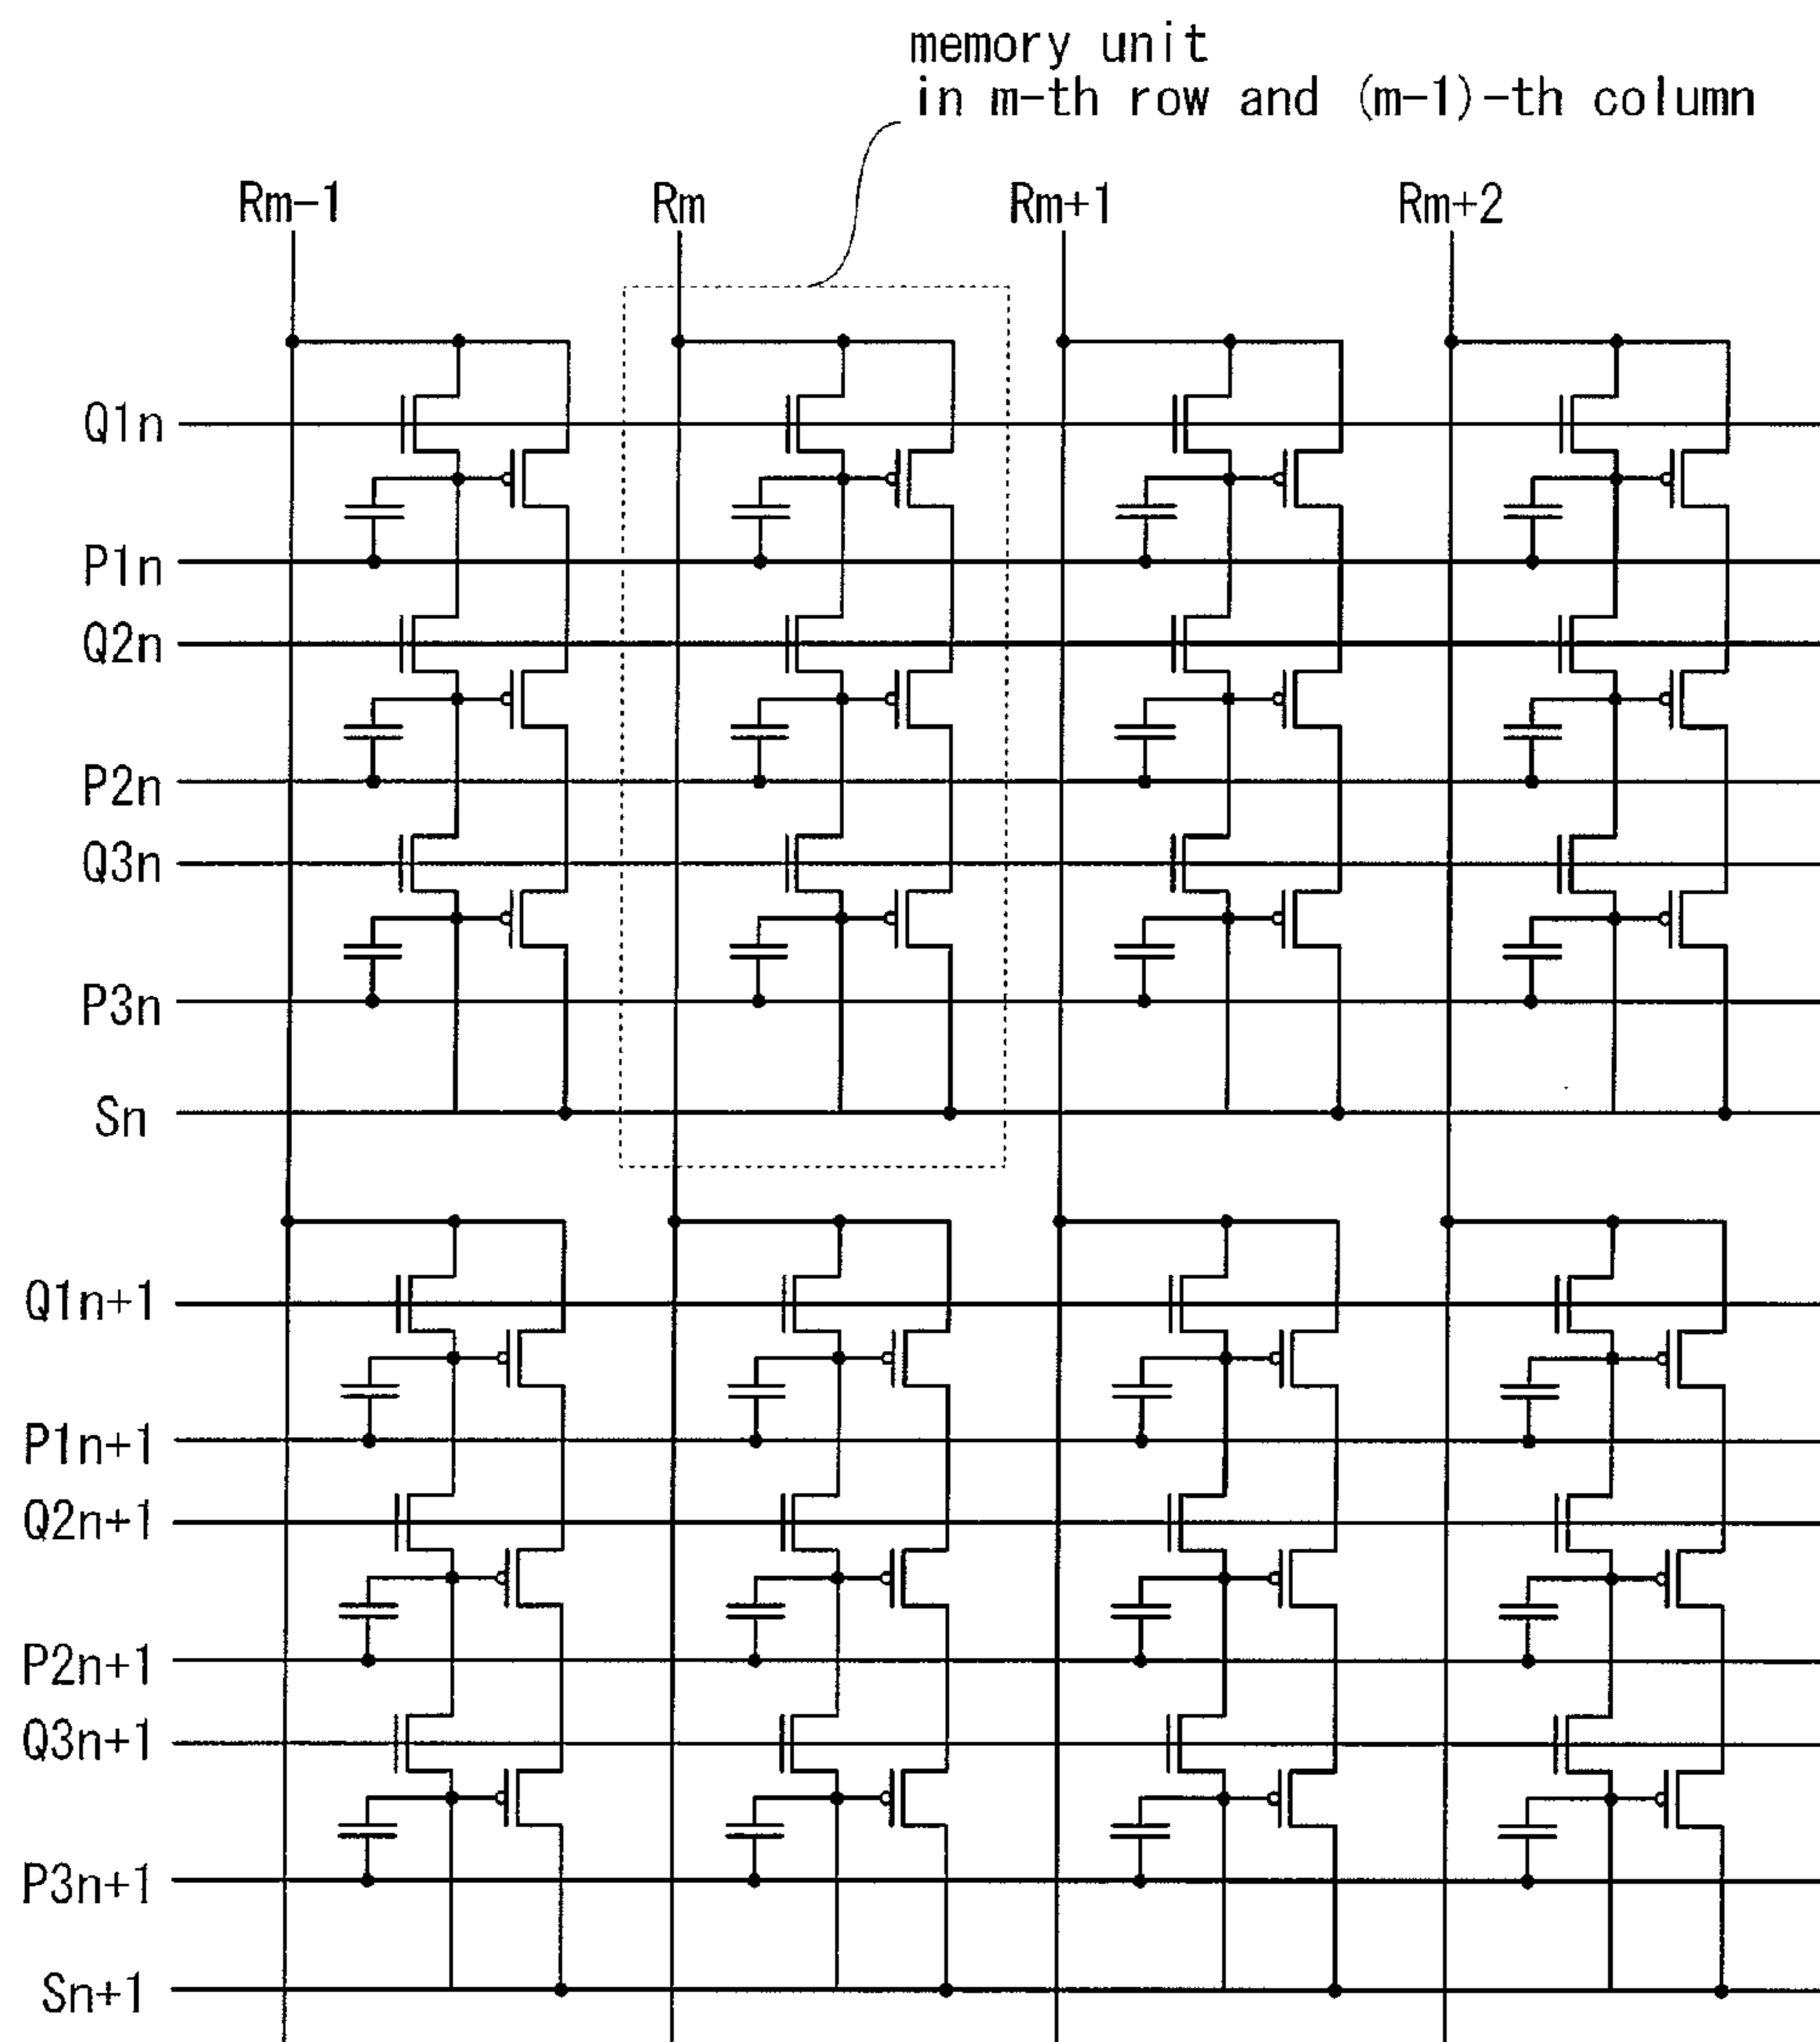 memory unit
in m-th row and (m-1)-th column
Rm-1
Rm
Rm+1
Rm+2
Q1n
P1n
Q2n
P2n
Q3n
P3n
Sn
Q1n+1
P1n+1
Q2n+1
P2n+1
Q3n+1
P3n+1
Sn+1